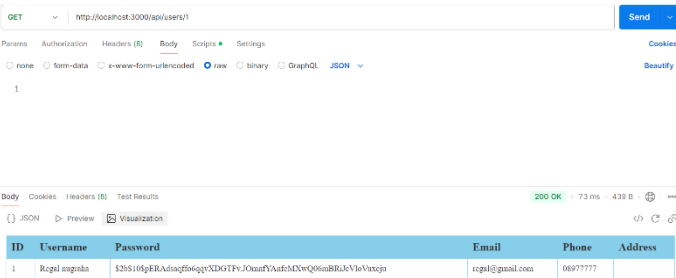 GET http://localhost:3000/api/users/1 Send
Params Authorization Headers (8) Body Scripts Settings Cookies
none form-data x-www-form-urlencoded raw binary GraphQL JSON Beautify
1
Body Cookies Headers (8) Test Results 200 OK 73 ms 439 B
{} JSON Preview Visualization
ID Username Password Email Phone Address
1 Regal nugraha regal@gmail.com 08977777